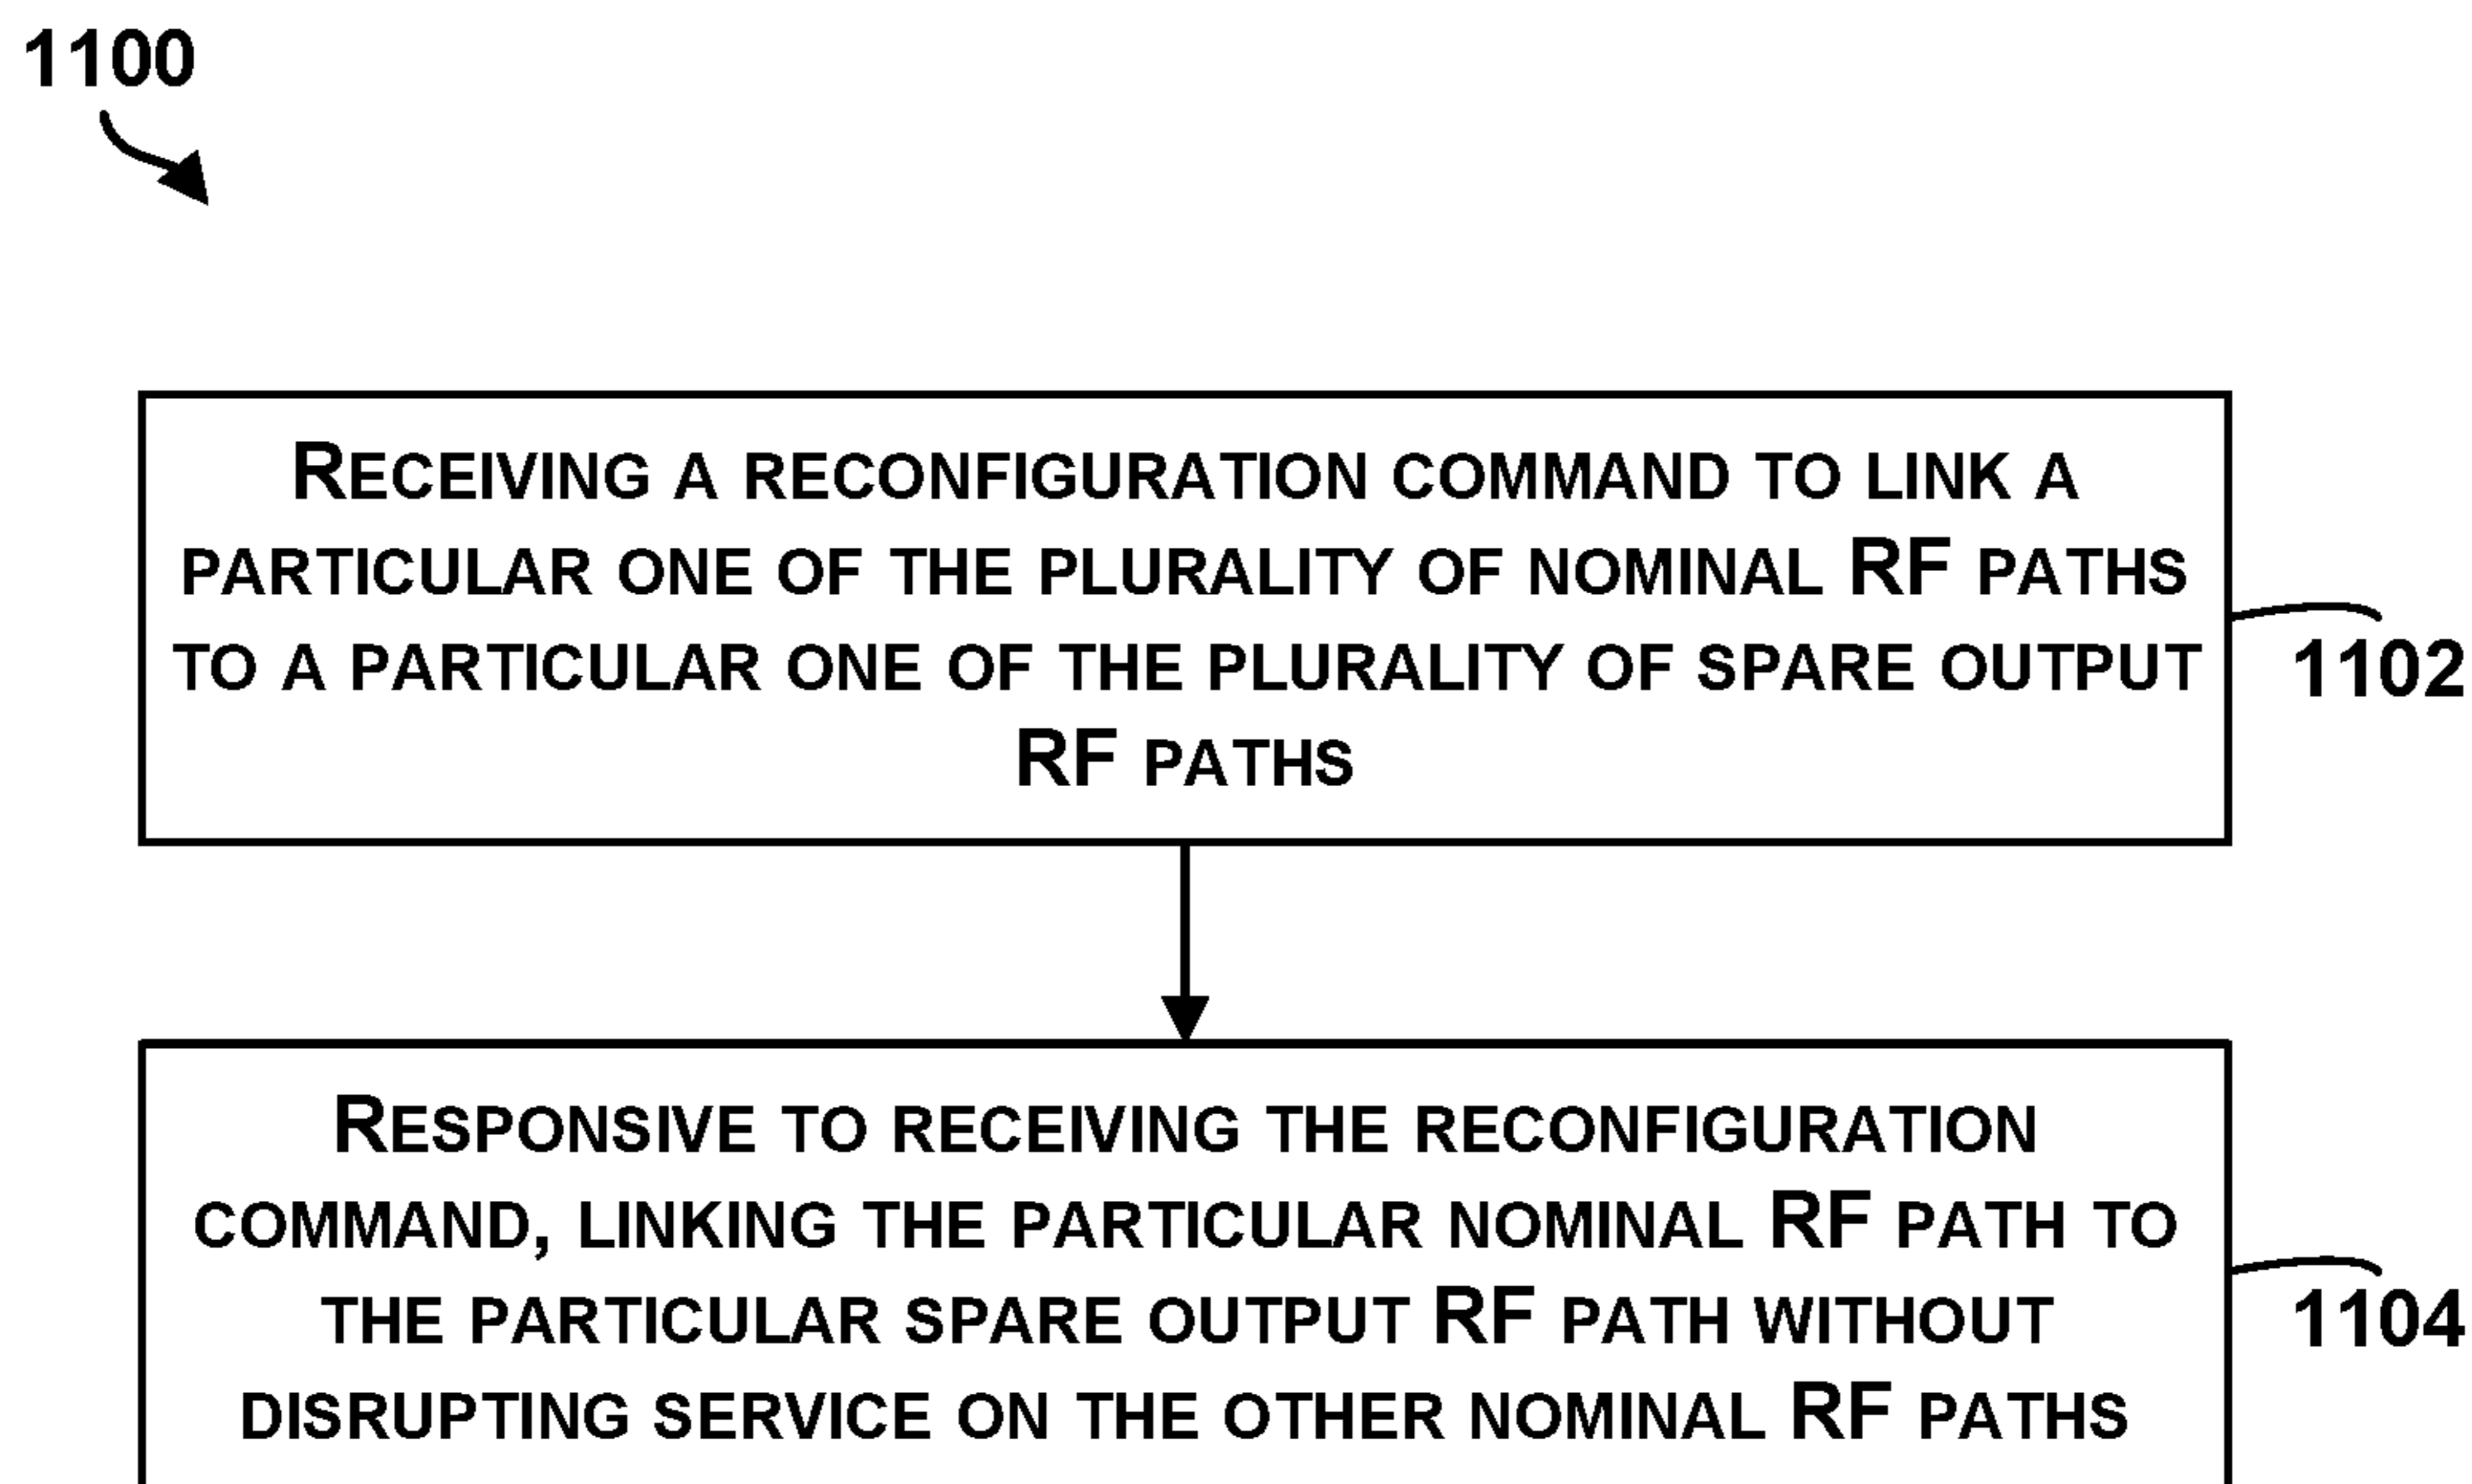 1100
RECEIVING A RECONFIGURATION COMMAND TO LINK A
PARTICULAR ONE OF THE PLURALITY OF NOMINAL RF PATHS
TO A PARTICULAR ONE OF THE PLURALITY OF SPARE OUTPUT
RF PATHS
1102
RESPONSIVE TO RECEIVING THE RECONFIGURATION
COMMAND, LINKING THE PARTICULAR NOMINAL RF PATH TO
THE PARTICULAR SPARE OUTPUT RF PATH WITHOUT
DISRUPTING SERVICE ON THE OTHER NOMINAL RF PATHS
1104